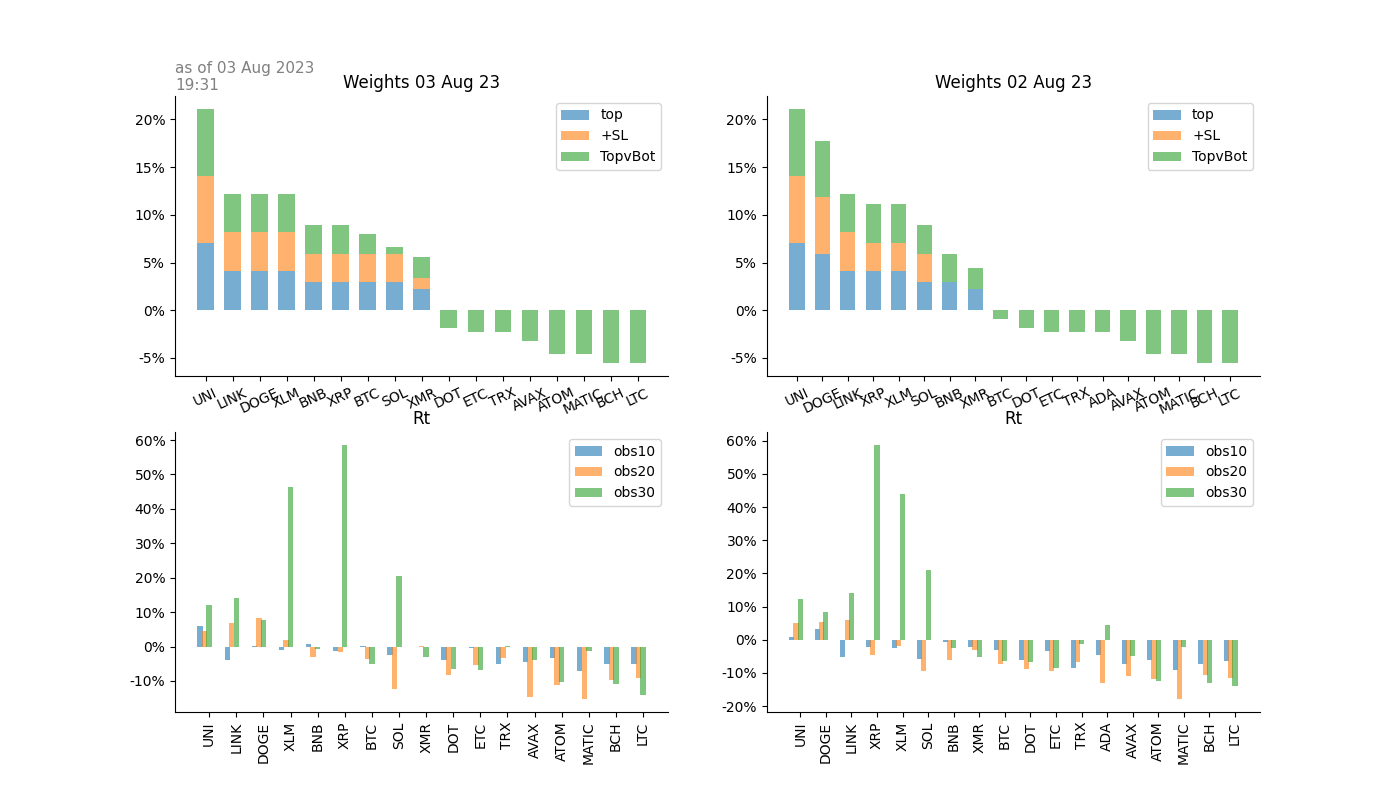 as of 03 Aug 2023
19:31
Weights 03 Aug 23
20%
15%
10%
5%
0%
-5%
top
+SL
TopvBot
UNI LINK DOGE XLM BNB XRP BTC SOL XMR DOT ETC TRX AVAX ATOM MATIC BCH LTC
Weights 02 Aug 23
20%
15%
10%
5%
0%
-5%
top
+SL
TopvBot
UNI DOGE LINK XRP XLM SOL BNB XMR BTC DOT ETC TRX ADA AVAX ATOM MATIC BCH LTC
Rt
60%
50%
40%
30%
20%
10%
0%
-10%
obs10
obs20
obs30
UNI LINK DOGE XLM BNB XRP BTC SOL XMR DOT ETC TRX AVAX ATOM MATIC BCH LTC
Rt
60%
50%
40%
30%
20%
10%
0%
-10%
-20%
obs10
obs20
obs30
UNI DOGE LINK XRP XLM SOL BNB XMR BTC DOT ETC TRX ADA AVAX ATOM MATIC BCH LTC